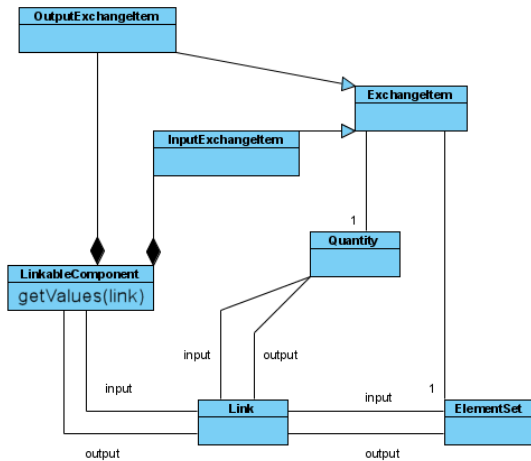 OutputExchangeItem
ExchangeItem
InputExchangeItem
1
Quantity
LinkableComponent
getValues(link)
input
output
input
input
1
Link
ElementSet
output
output